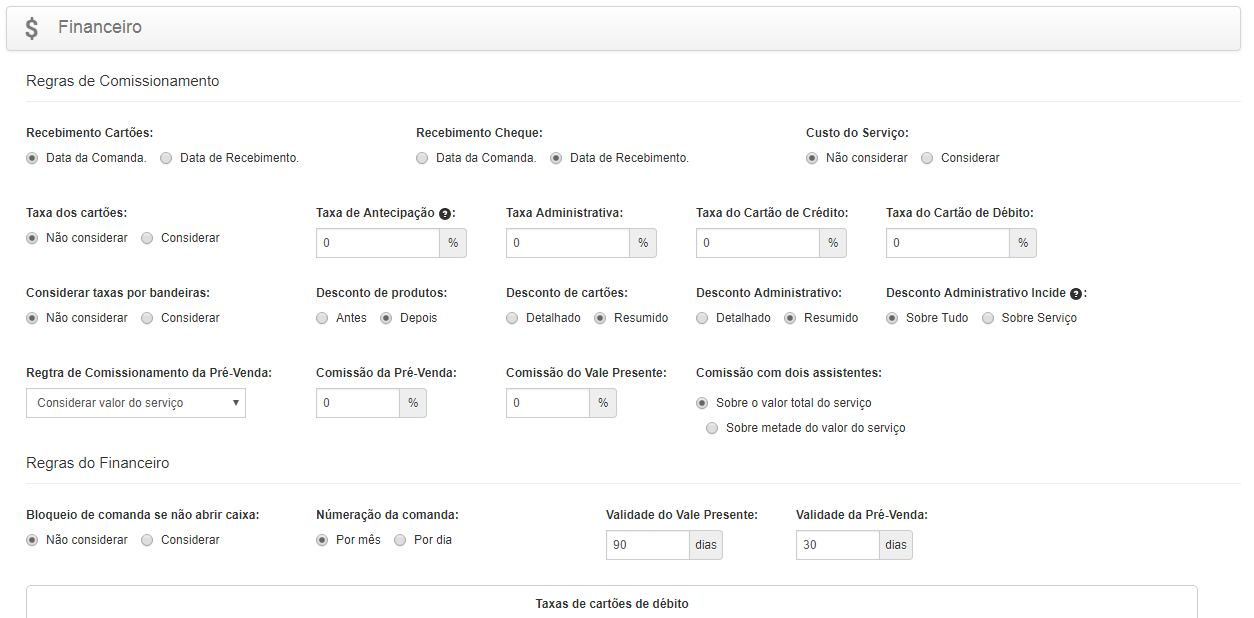 $ Financeiro
Regras de Comissionamento
Recebimento Cartões: Recebimento Cheque: Custo do Serviço:
Data da Comanda. Data de Recebimento. Data da Comanda. Data de Recebimento. Não considerar Considerar
Taxa dos cartões: Taxa de Antecipação ?: Taxa Administrativa: Taxa do Cartão de Crédito: Taxa do Cartão de Débito:
Não considerar Considerar 0 % 0 % 0 % 0 %
Considerar taxas por bandeiras: Desconto de produtos: Desconto de cartões: Desconto Administrativo: Desconto Administrativo Incide ?:
Não considerar Considerar Antes Depois Detalhado Resumido Detalhado Resumido Sobre Tudo Sobre Serviço
Regtra de Comissionamento da Pré-Venda: Comissão da Pré-Venda: Comissão do Vale Presente: Comissão com dois assistentes:
Considerar valor do serviço 0 % 0 % Sobre o valor total do serviço
Sobre metade do valor do serviço
Regras do Financeiro
Bloqueio de comanda se não abrir caixa: Númeração da comanda: Validade do Vale Presente: Validade da Pré-Venda:
Não considerar Considerar Por mês Por dia 90 dias 30 dias
Taxas de cartões de débito